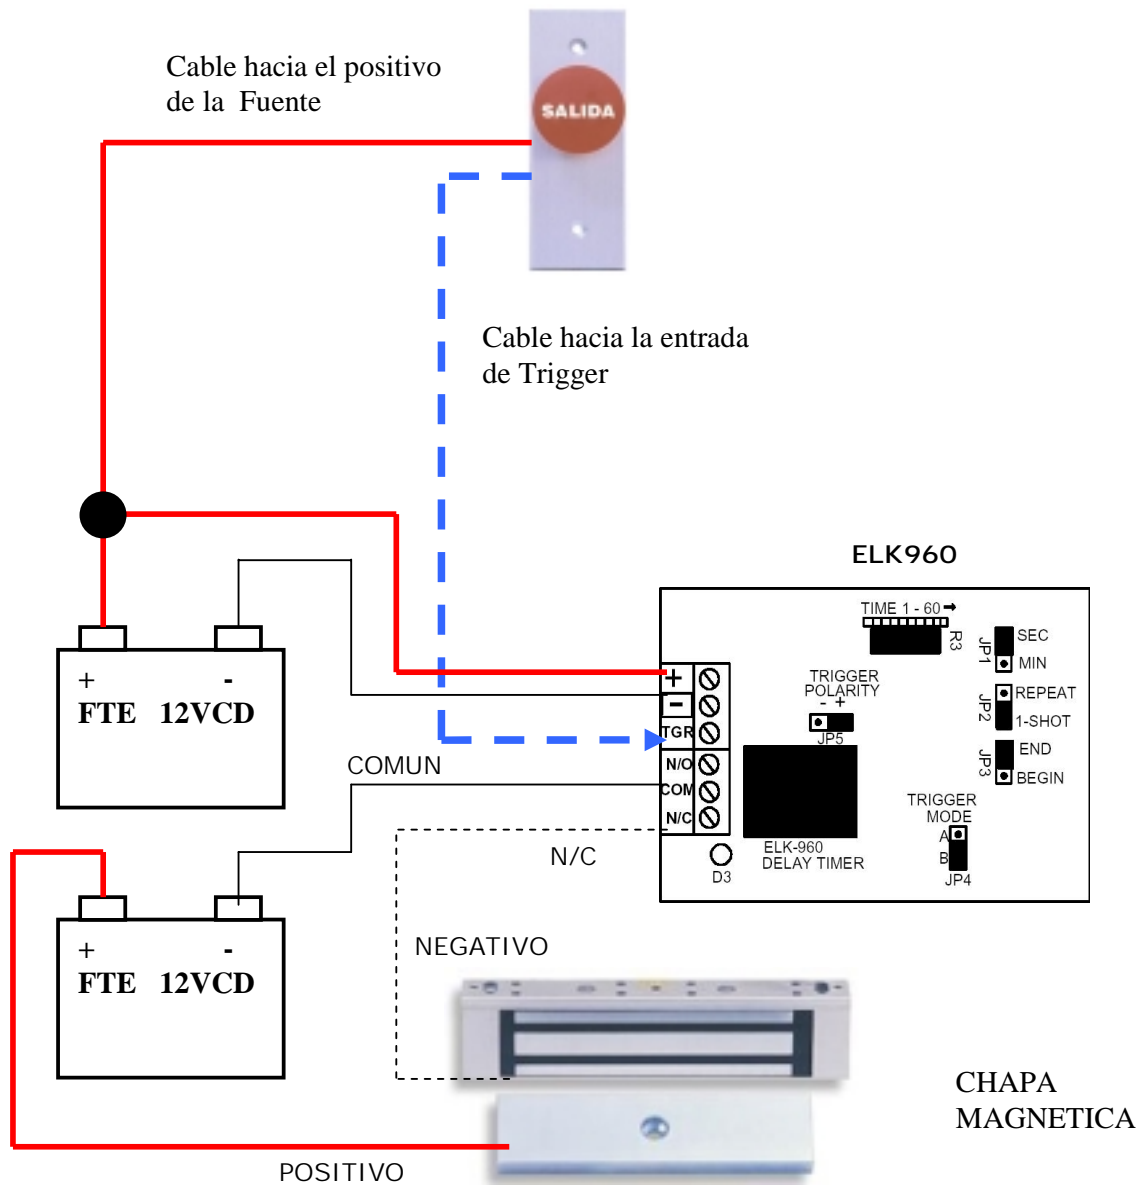 Cable hacia el positivo
de la Fuente
SALIDA
Cable hacia la entrada
de Trigger
ELK960
TIME 1 - 60
R3
JP1
SEC
MIN
TRIGGER
POLARITY
- +
JP5
JP2
REPEAT
1-SHOT
JP3
END
BEGIN
TRIGGER
MODE
A
B
JP4
+
-
TGR
N/O
COM
N/C
D3
ELK-960
DELAY TIMER
+ -
FTE 12VCD
COMUN
N/C
+ -
FTE 12VCD
NEGATIVO
CHAPA
MAGNETICA
POSITIVO